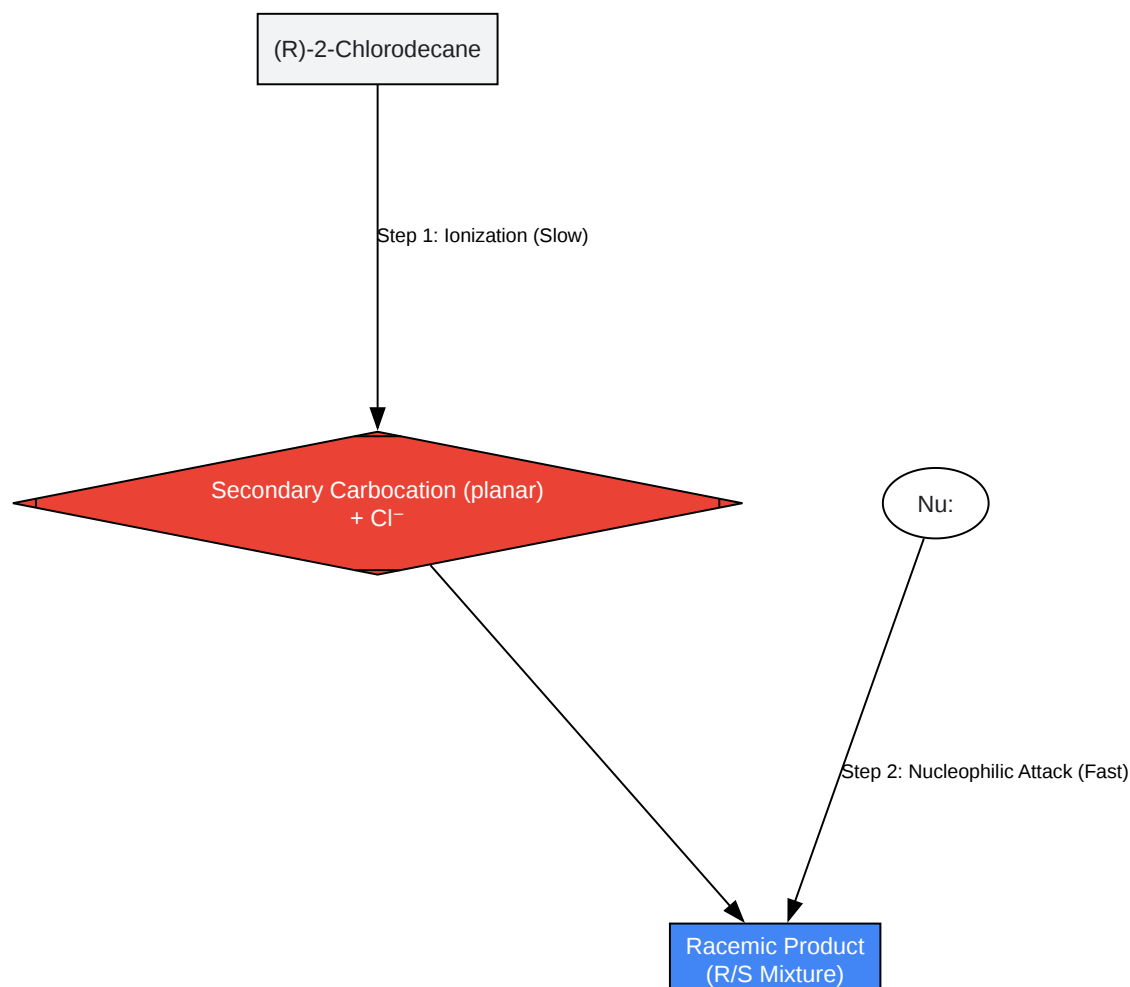 (R)-2-Chlorodecane
Step 1: Ionization (Slow)
Secondary Carbocation (planar)
+ Cl⁻
Nu:
Step 2: Nucleophilic Attack (Fast)
Racemic Product
(R/S Mixture)